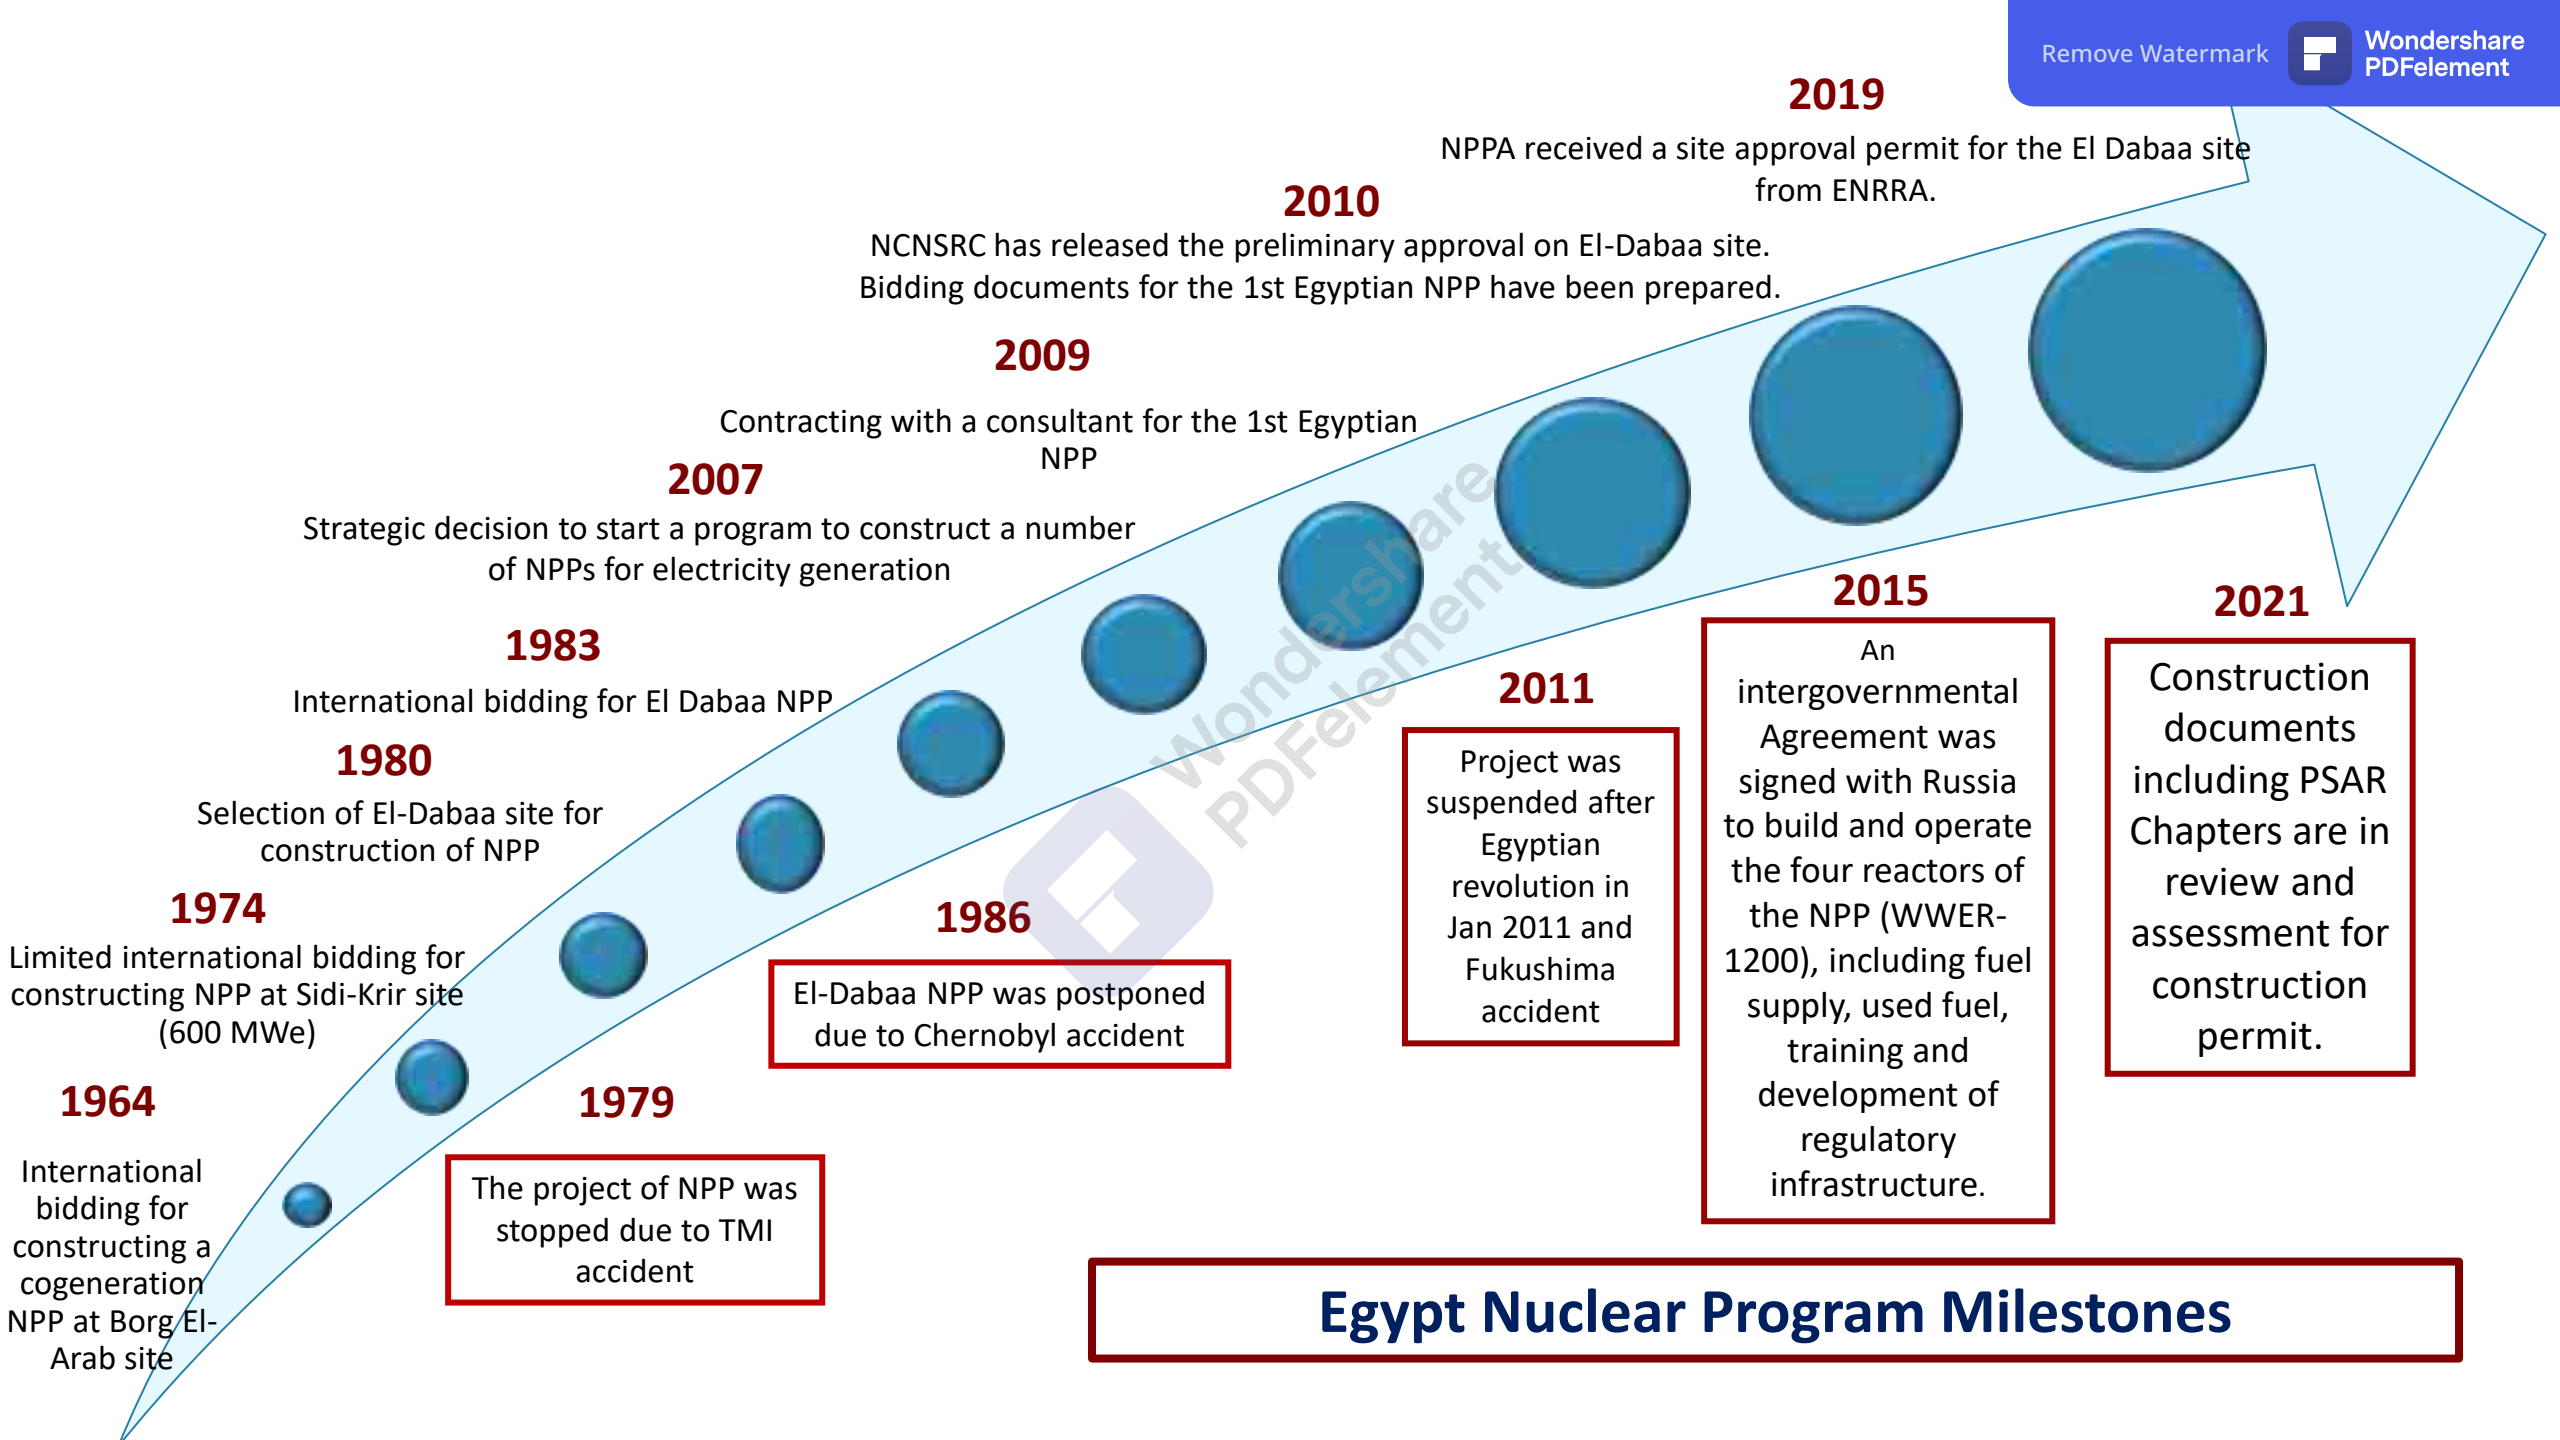 Remove Watermark
Wondershare
PDFelement
2019
NPPA received a site approval permit for the El Dabaa site
from ENRRA.
2010
NCNSRC has released the preliminary approval on El-Dabaa site.
Bidding documents for the 1st Egyptian NPP have been prepared.
2009
Contracting with a consultant for the 1st Egyptian
NPP
2007
Strategic decision to start a program to construct a number
of NPPs for electricity generation
1983
International bidding for El Dabaa NPP
1980
Selection of El-Dabaa site for
construction of NPP
1974
Limited international bidding for
constructing NPP at Sidi-Krir site
(600 MWe)
1964
International
bidding for
constructing a
cogeneration
NPP at Borg El-
Arab site
1979
The project of NPP was
stopped due to TMI
accident
1986
El-Dabaa NPP was postponed
due to Chernobyl accident
2011
Project was
suspended after
Egyptian
revolution in
Jan 2011 and
Fukushima
accident
2015
An
intergovernmental
Agreement was
signed with Russia
to build and operate
the four reactors of
the NPP (WWER-
1200), including fuel
supply, used fuel,
training and
development of
regulatory
infrastructure.
2021
Construction
documents
including PSAR
Chapters are in
review and
assessment for
construction
permit.
Wondershare
PDFelement
Egypt Nuclear Program Milestones